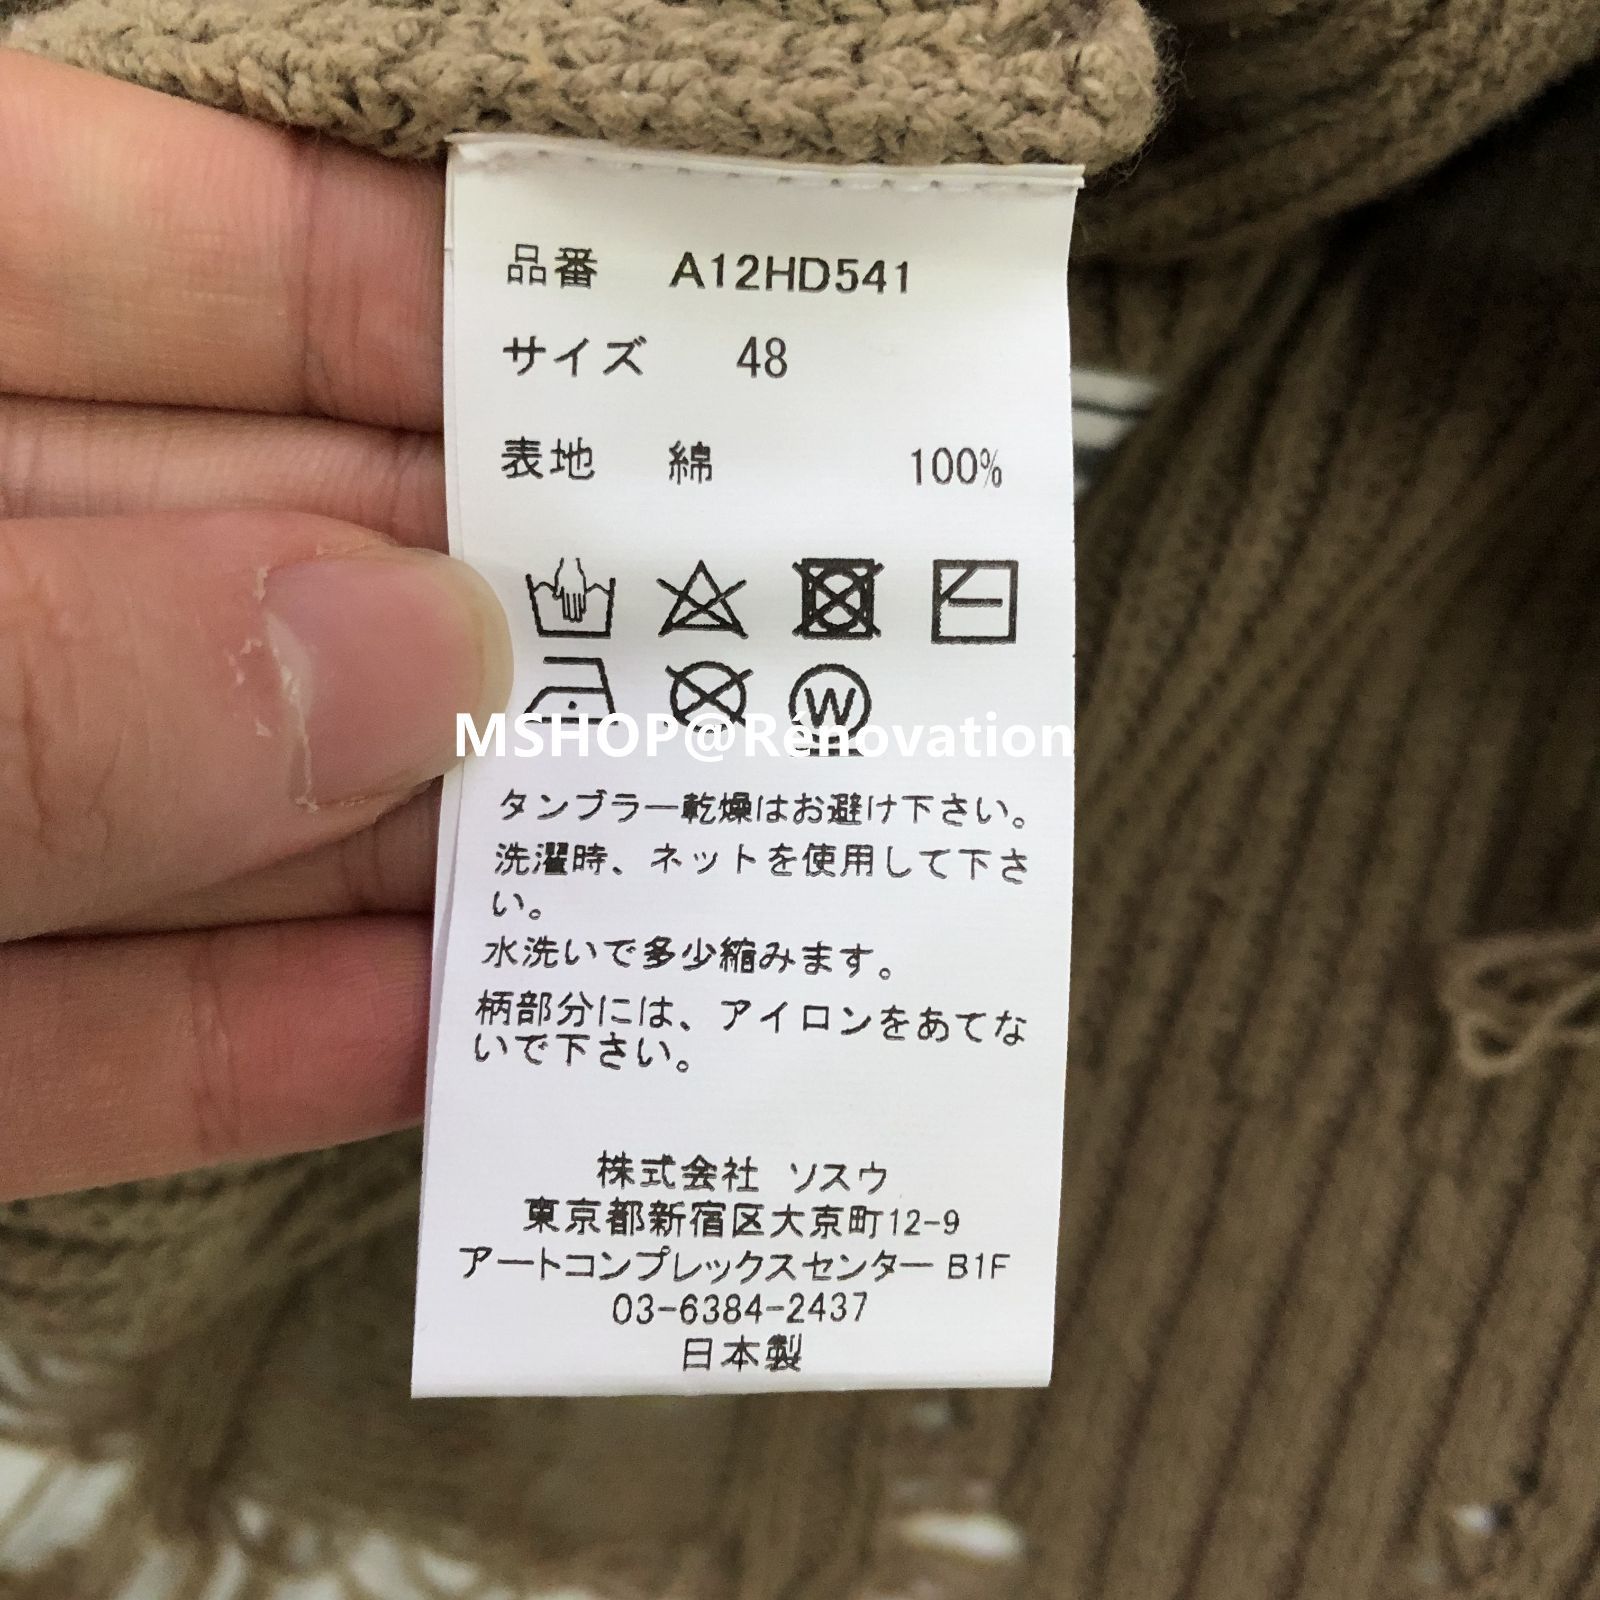 品番 A12HD541
サイズ 48
表地 綿 100%
W
MSHOP@Rénovation
タンブラー乾燥はお避け下さい。
洗濯時、ネットを使用して下さ
い。
水洗いで多少縮みます。
柄部分には、アイロンをあてな
いで下さい。
株式会社 ソスウ
東京都新宿区大京町12-9
アートコンプレックスセンター B1F
03-6384-2437
日本製